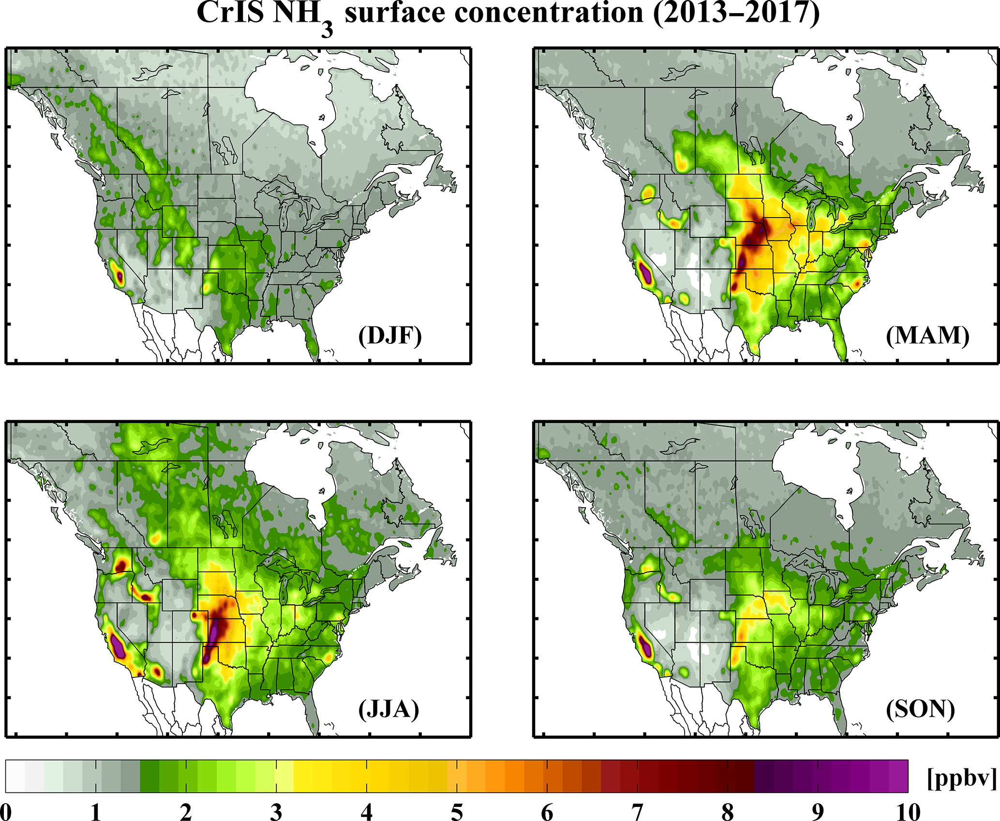 CrIS NH₃ surface concentration (2013–2017)
(DJF)
(MAM)
(JJA)
(SON)
[ppbv]
0 1 2 3 4 5 6 7 8 9 10